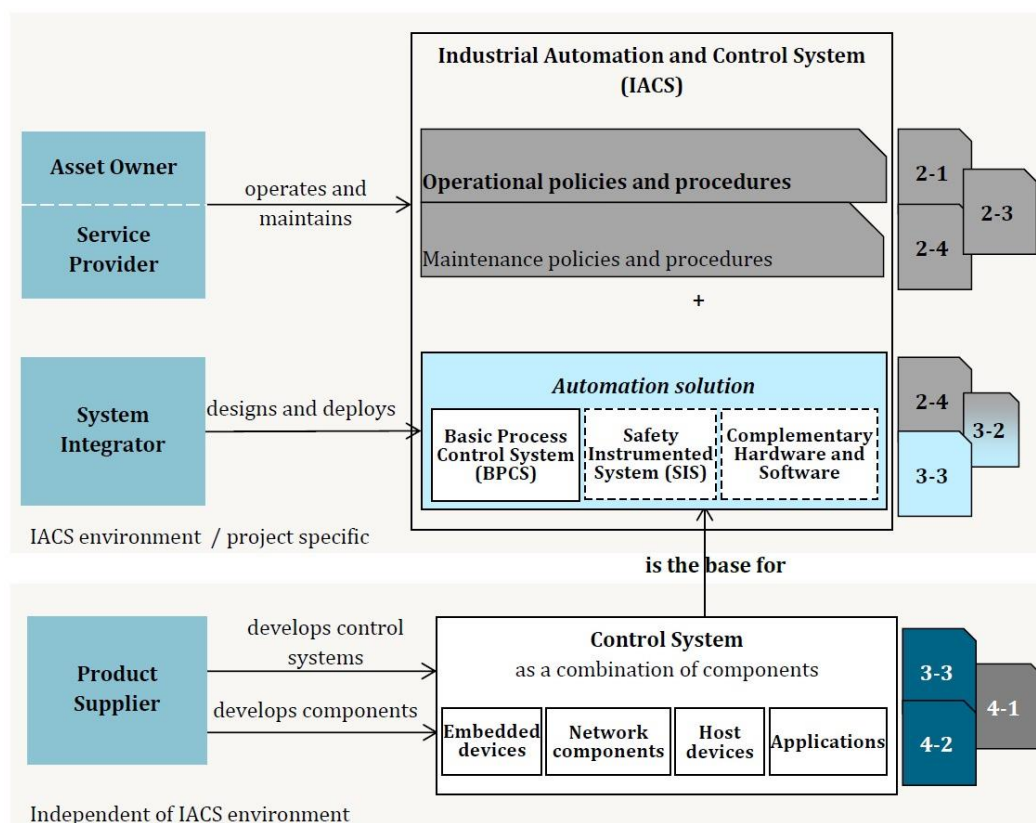 Industrial Automation and Control System
(IACS)
Asset Owner
Service
Provider
operates and
maintains
Operational policies and procedures
Maintenance policies and procedures
2-1
2-3
2-4
+
System
Integrator
designs and deploys
Automation solution
Basic Process
Control System
(BPCS)
Safety
Instrumented
System (SIS)
Complementary
Hardware and
Software
2-4
3-2
3-3
IACS environment / project specific
is the base for
Product
Supplier
develops control
systems
develops components
Control System
as a combination of components
Embedded
devices
Network
components
Host
devices
Applications
3-3
4-1
4-2
Independent of IACS environment